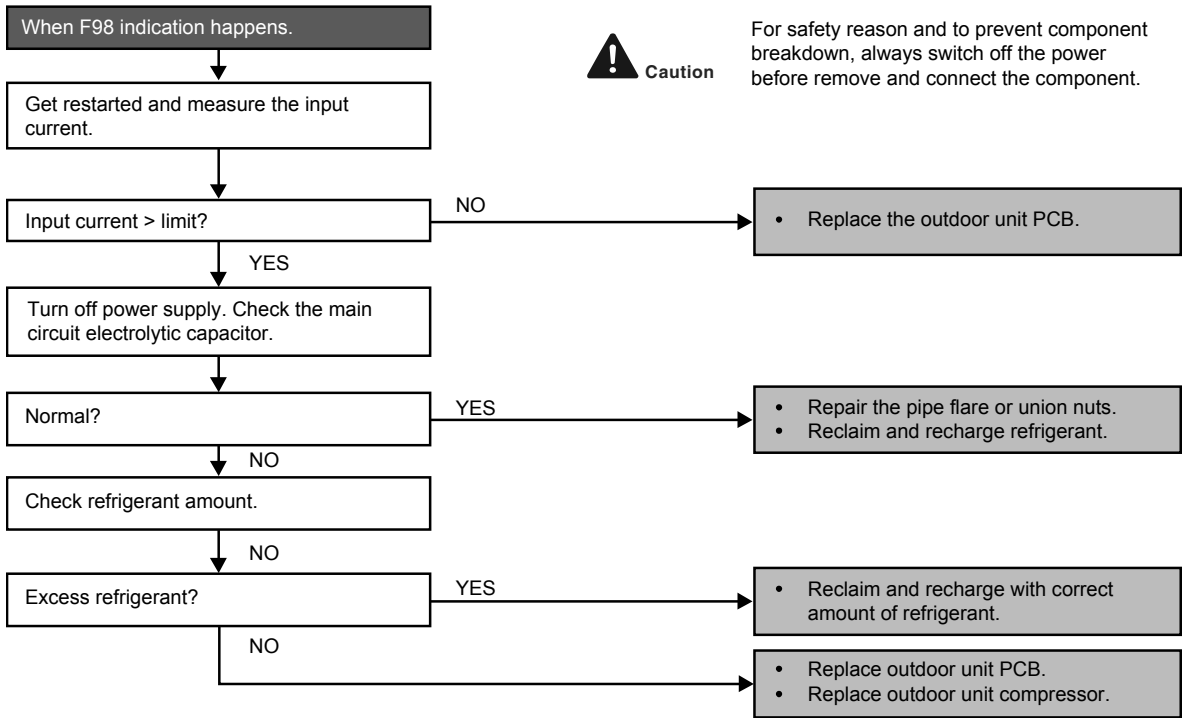 When F98 indication happens.
Caution
For safety reason and to prevent component
breakdown, always switch off the power
before remove and connect the component.
Get restarted and measure the input
current.
Input current > limit?
NO
• Replace the outdoor unit PCB.
YES
Turn off power supply. Check the main
circuit electrolytic capacitor.
Normal?
YES
• Repair the pipe flare or union nuts.
• Reclaim and recharge refrigerant.
NO
Check refrigerant amount.
NO
Excess refrigerant?
YES
• Reclaim and recharge with correct
amount of refrigerant.
NO
• Replace outdoor unit PCB.
• Replace outdoor unit compressor.